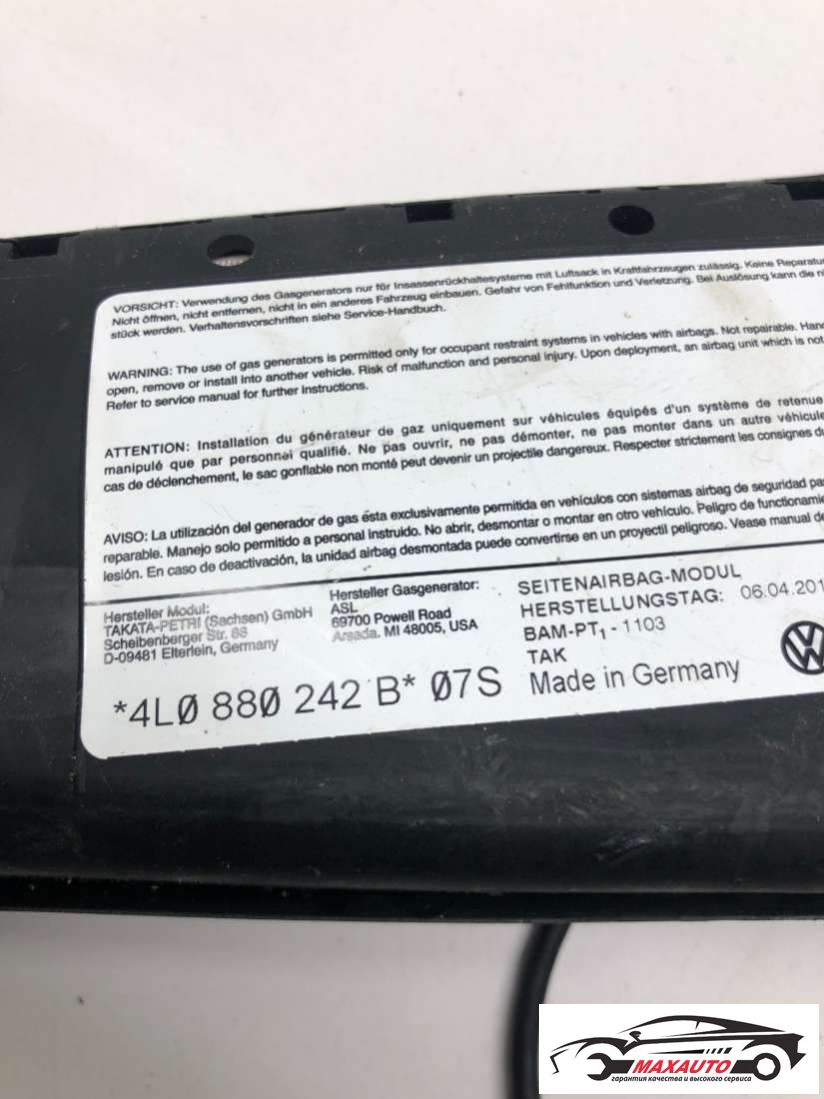 VORSICHT: Verwendung des Gasgenerators nur für Insassenrückhaltesysteme mit Luftsack in Kraftfahrzeugen zulässig. Keine Reparatur
Nicht öffnen, nicht entfernen, nicht in ein anderes Fahrzeug einbauen. Gefahr von Fehlfunktion und Verletzung. Bei Auslösung kann die
stück werden. Verhaltensvorschriften siehe Service-Handbuch.
WARNING: The use of gas generators is permitted only for occupant restraint systems in vehicles with airbags. Not repairable.
open, remove or install into another vehicle. Risk of malfunction and personal injury. Upon deployment, an airbag unit which is not
Refer to service manual for further instructions.
ATTENTION: Installation du générateur de gaz uniquement sur véhicules équipés d'un système de retenue
manipulé que par personnel qualifié. Ne pas ouvrir, ne pas démonter, ne pas monter dans un autre véhicule
cas de déclenchement, le sac gonflable non monté peut devenir un projectile dangereux. Respecter strictement les consignes
AVISO: La utilización del generador de gas ésta exclusivamente permitida en vehículos con sistemas airbag de seguridad
reparable. Manejo solo permitido a personal instruido. No abrir, desmontar o montar en otro vehículo. Peligro de
lesión. En caso de deactivación, la unidad airbag desmontada puede convertirse en un proyectil peligroso. Vease manual
Hersteller Modul:
TAKATA-PETRI (Sachsen) GmbH
Scheibenberger Str. 88
D-09481 Elterlein, Germany
Hersteller Gasgenerator:
ASL
69700 Powell Road
Armada, MI 48005, USA
SEITENAIRBAG-MODUL
HERSTELLUNGSTAG: 06.04.201
BAM-PT1-1103
TAK
Made in Germany
*4L0 880 242 B* 07S
VW
MAXAUTO
гарантия качества и высокого сервиса